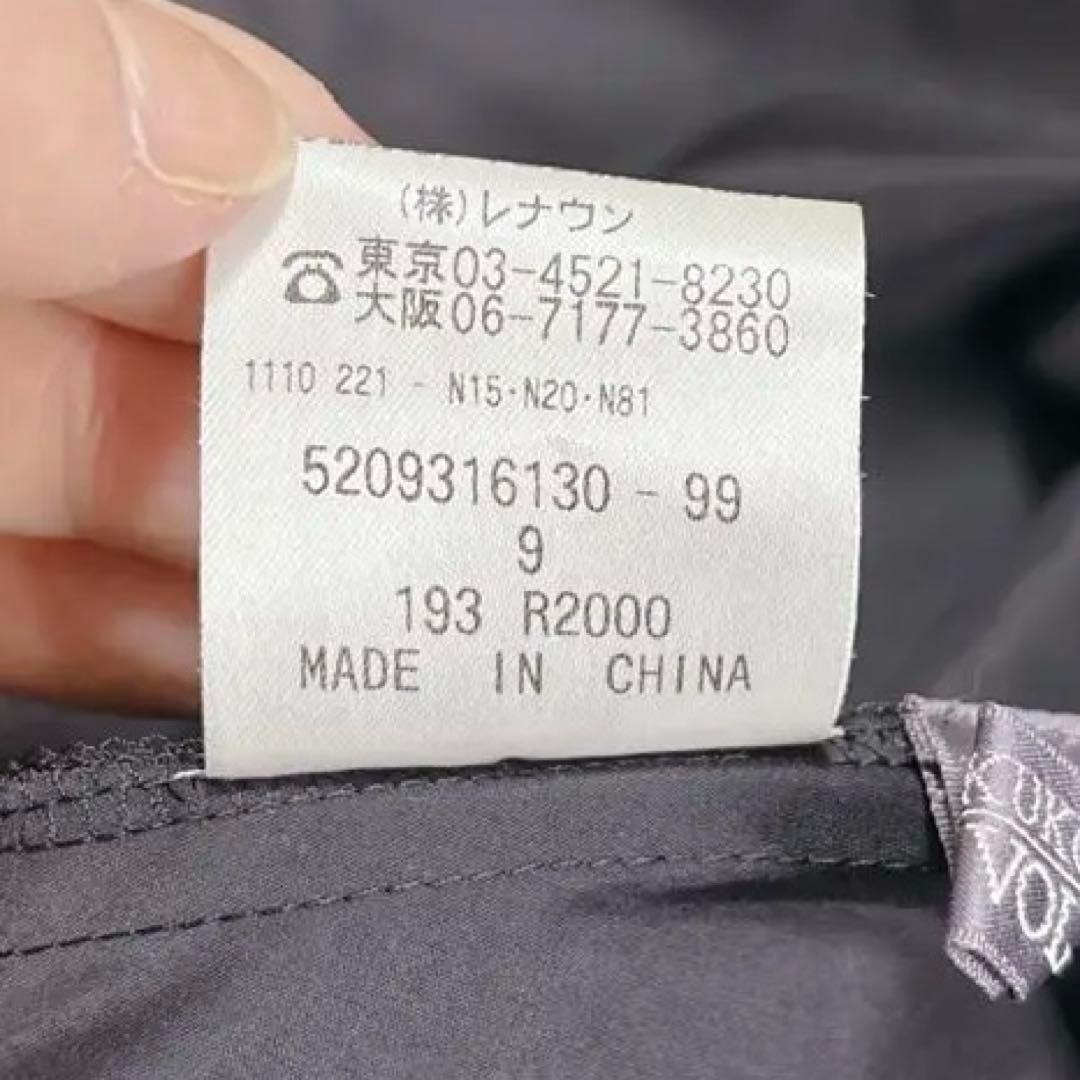 (株)レナウン
☎東京03-4521-8230
大阪06-7177-3860
1110 221 - N15·N20·N81
5209316130 - 99
9
193 R2000
MADE IN CHINA